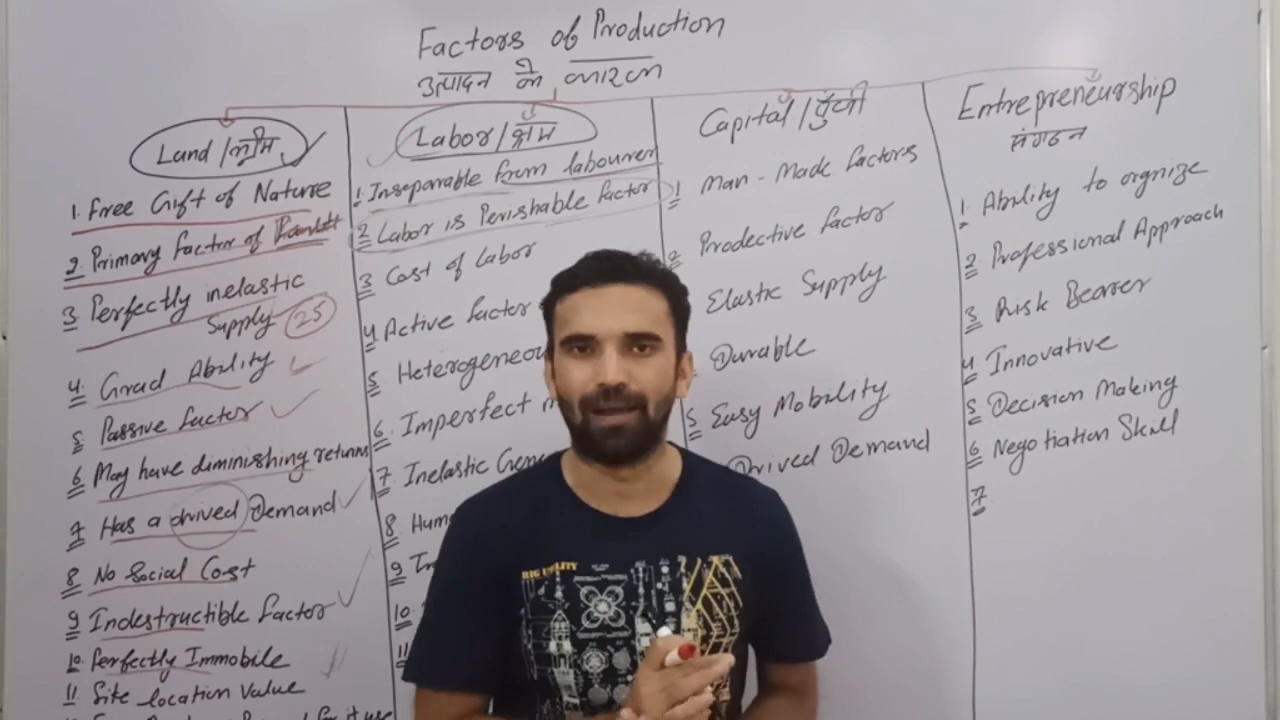 Factors of Production
उत्पादन के कारक
Land/भूमि
1. Free Gift of Nature
2. Primary factor of
3 Perfectly inelastic
Supply 25
4. Grad Ability
5 Passive factor
6 May have diminishing returns
7 Has a drived Demand
8 No Social Cost
9 Indestructible factor
10. Perfectly Immobile
11 Site location Value
Labor/श्रम
1. Inseparable from labourer
2 Labor is Perishable factor
3 Cost of Labor
4 Active factor
5 Heterogeneou
6 Imperfect
7 Inelastic
8 Hum
9
10
11
Capital/पूँजी
1 Man-Made factors
2 Prodective factor
Elastic Supply
Durable
5 Easy Mobility
Drived Demand
Entrepreneurship
संगठन
1 Ability to orgnize
2 Professional Approach
3 Risk Bearer
4 Innovative
5 Decision Making
6 Negotiation Skill
7
BIG UTILITY